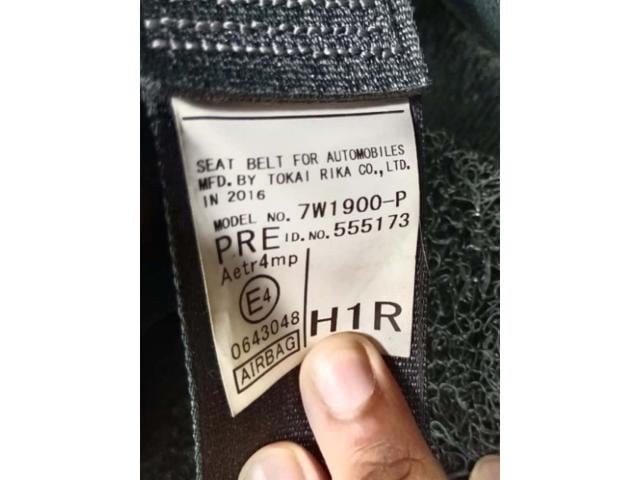 SEAT BELT FOR AUTOMOBILES
MFD. BY TOKAI RIKA CO., LTD.
IN 2016
MODEL NO. 7W1900-P
PRE ID.NO. 555173
Aetr4mp
E4
0643048
AIRBAG
H1R